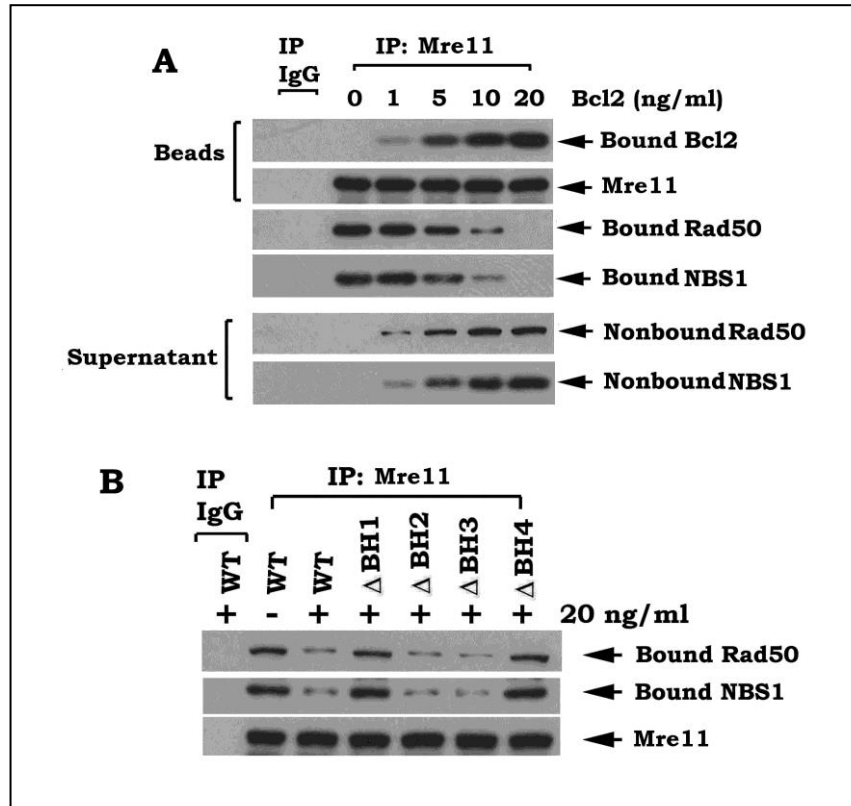 A
IP
IgG
IP: Mre11
0 1 5 10 20 Bcl2 (ng/ml)
Beads
Bound Bcl2
Mre11
Bound Rad50
Bound NBS1
Supernatant
Nonbound Rad50
Nonbound NBS1
B
IP
IgG
IP: Mre11
WT WT WT △BH1 △BH2 △BH3 △BH4
+ - + + + + + 20 ng/ml
Bound Rad50
Bound NBS1
Mre11